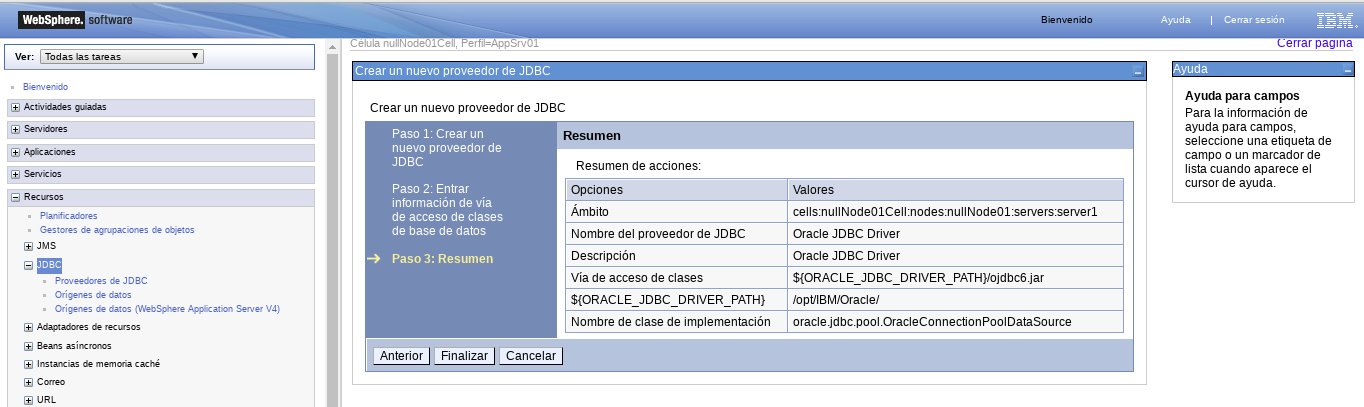 WebSphere. software
Bienvenido
Ayuda | Cerrar sesión
IBM.
Ver: Todas las tareas
Bienvenido
Actividades guiadas
Servidores
Aplicaciones
Servicios
Recursos
Planificadores
Gestores de agrupaciones de objetos
JMS
JDBC
Proveedores de JDBC
Orígenes de datos
Orígenes de datos (WebSphere Application Server V4)
Adaptadores de recursos
Beans asíncronos
Instancias de memoria caché
Correo
URL
Célula nullNode01Cell, Perfil=AppSrv01
Cerrar página
Crear un nuevo proveedor de JDBC
Crear un nuevo proveedor de JDBC
Paso 1: Crear un
nuevo proveedor de
JDBC
Paso 2: Entrar
información de vía
de acceso de clases
de base de datos
Paso 3: Resumen
Resumen
Resumen de acciones:
Opciones Valores
Ámbito cells:nullNode01Cell:nodes:nullNode01:servers:server1
Nombre del proveedor de JDBC Oracle JDBC Driver
Descripción Oracle JDBC Driver
Vía de acceso de clases ${ORACLE_JDBC_DRIVER_PATH}/ojdbc6.jar
${ORACLE_JDBC_DRIVER_PATH} /opt/IBM/Oracle/
Nombre de clase de implementación oracle.jdbc.pool.OracleConnectionPoolDataSource
Anterior Finalizar Cancelar
Ayuda
Ayuda para campos
Para la información de
ayuda para campos,
seleccione una etiqueta de
campo o un marcador de
lista cuando aparece el
cursor de ayuda.